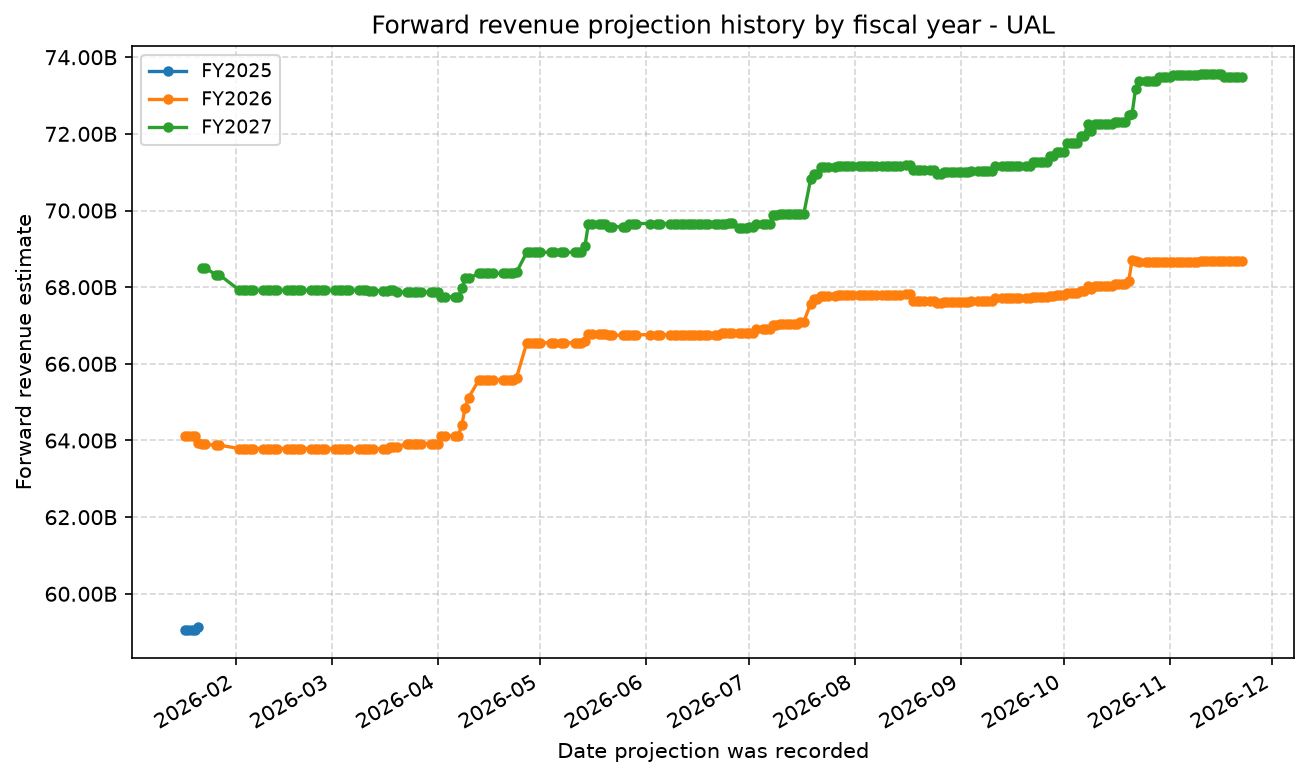 Forward revenue projection history by fiscal year - UAL
FY2025
FY2026
FY2027
74.00B
72.00B
70.00B
68.00B
66.00B
64.00B
62.00B
60.00B
Forward revenue estimate
2026-02
2026-03
2026-04
2026-05
2026-06
2026-07
2026-08
2026-09
2026-10
2026-11
2026-12
Date projection was recorded